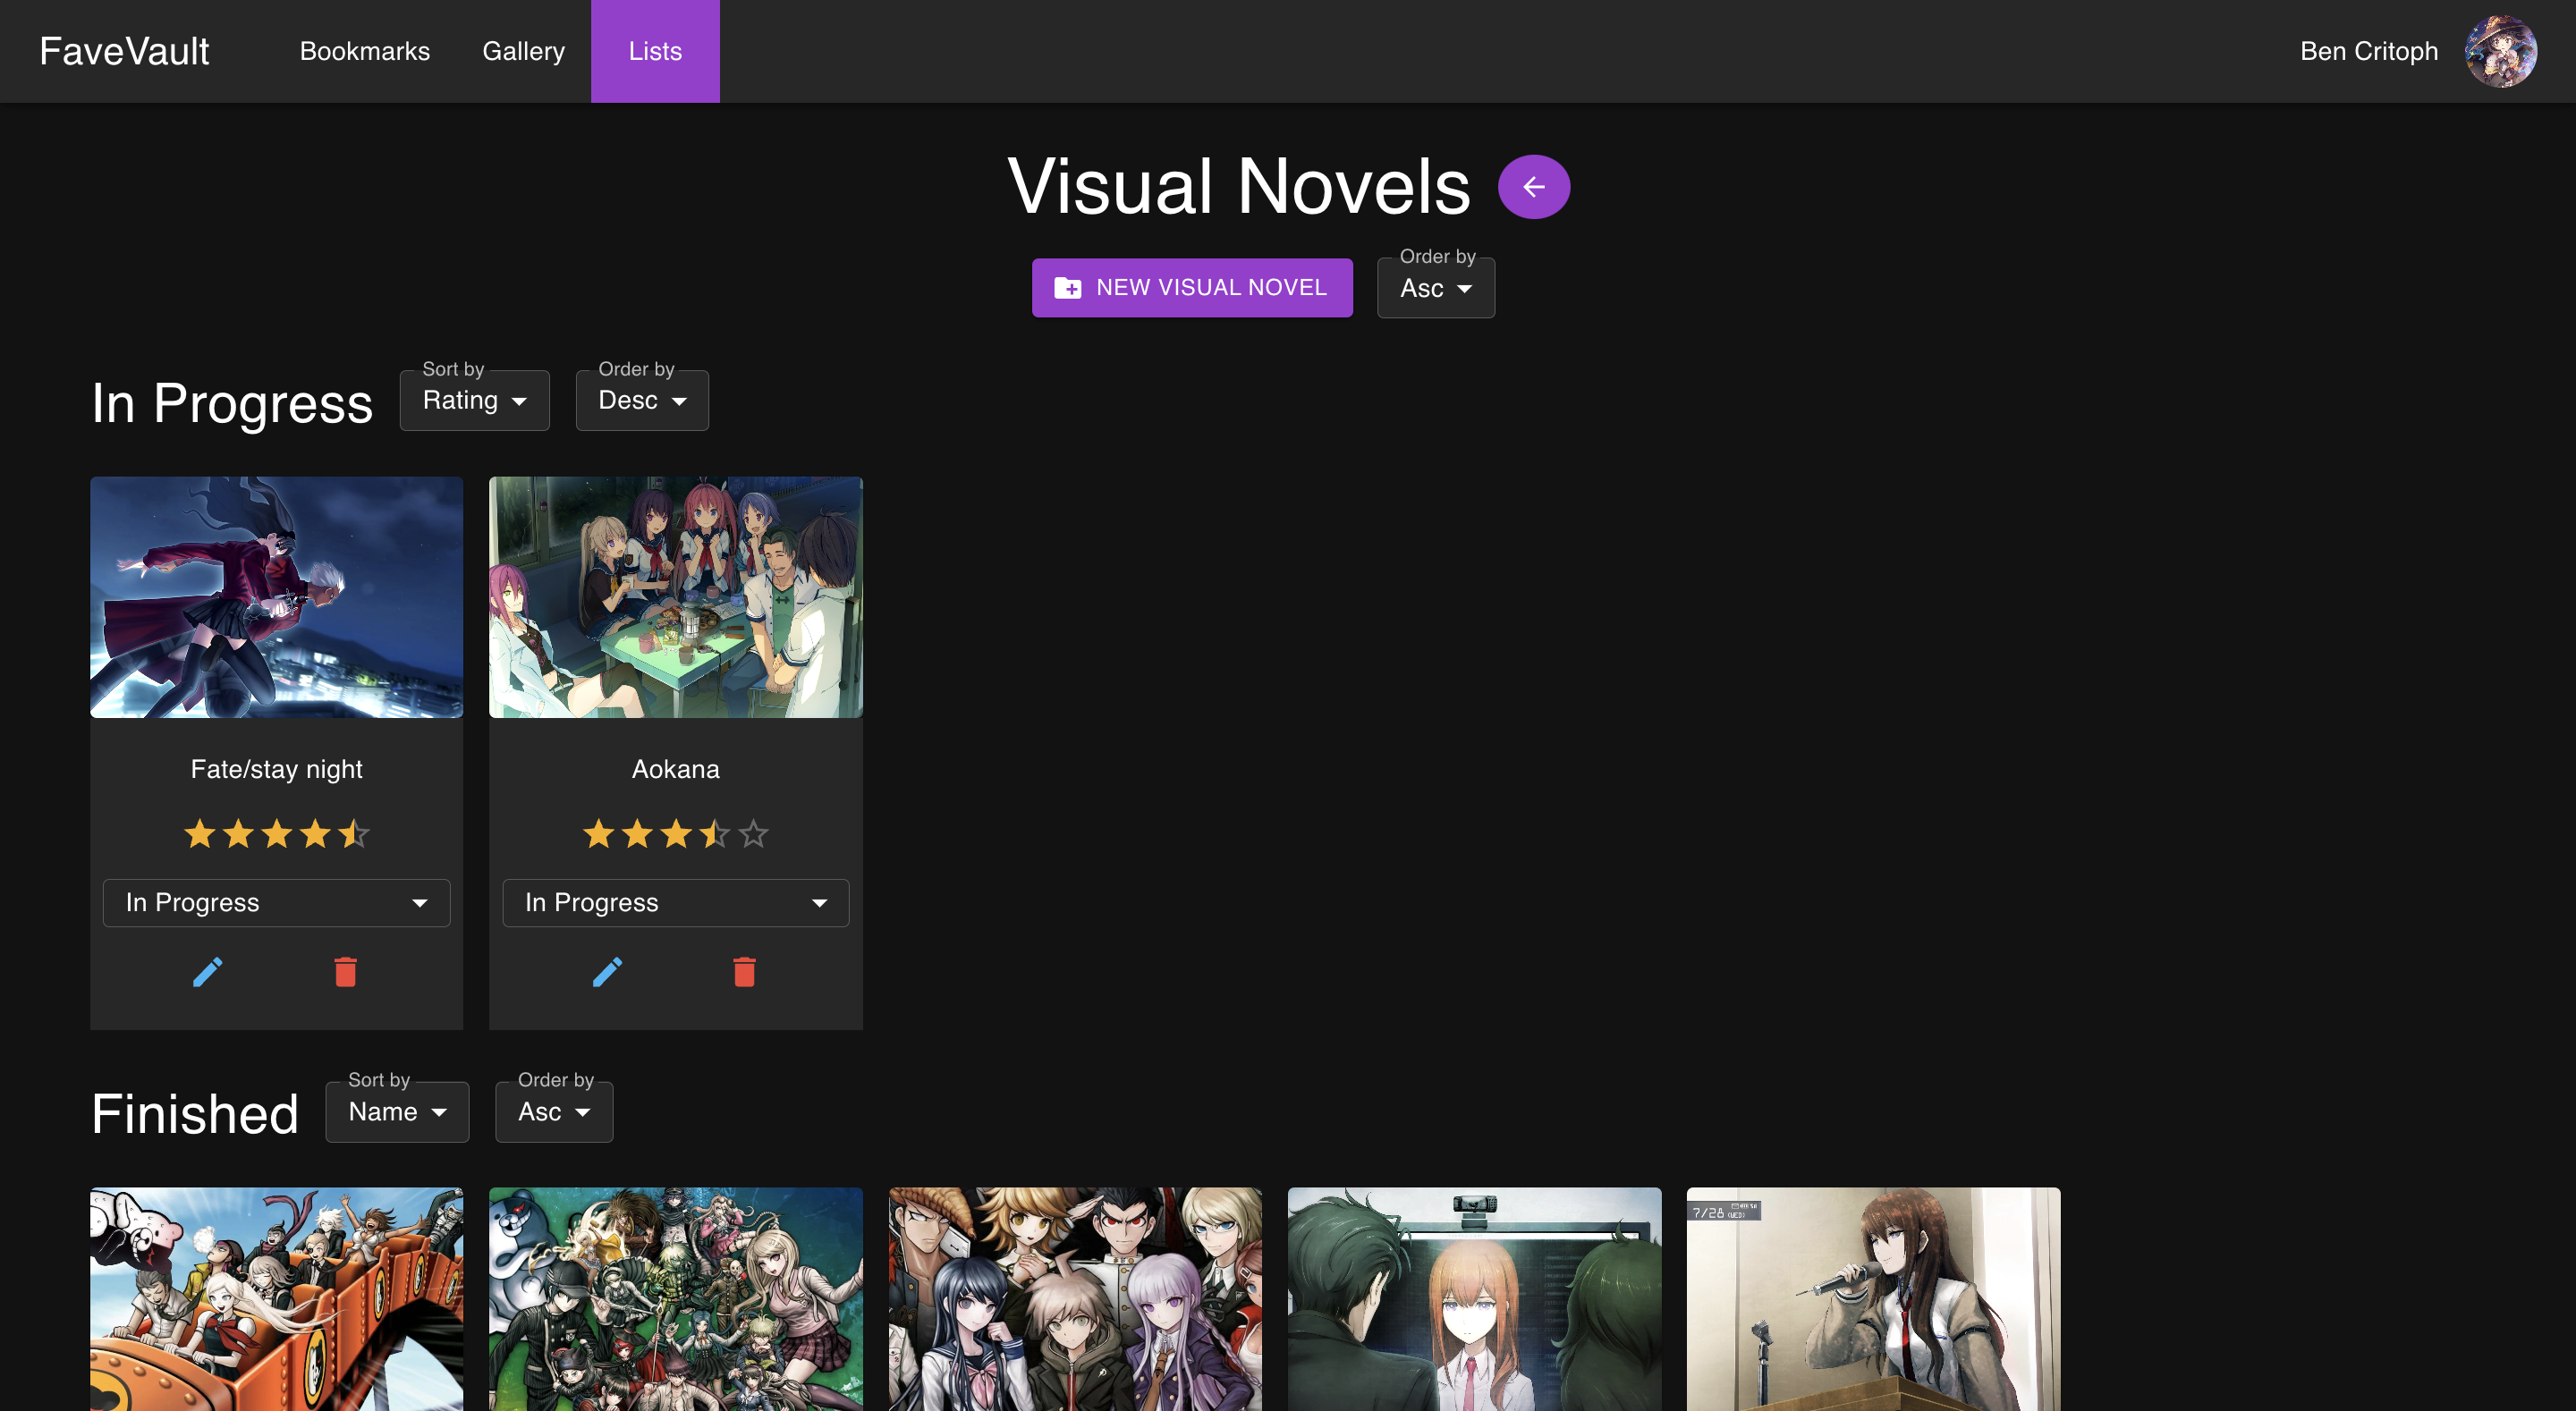 FaveVault Bookmarks Gallery Lists Ben Critoph
Visual Novels
NEW VISUAL NOVEL
Order by
Asc
In Progress
Sort by
Rating
Order by
Desc
Fate/stay night
In Progress
Aokana
In Progress
Finished
Sort by
Name
Order by
Asc
7/28 (WED)